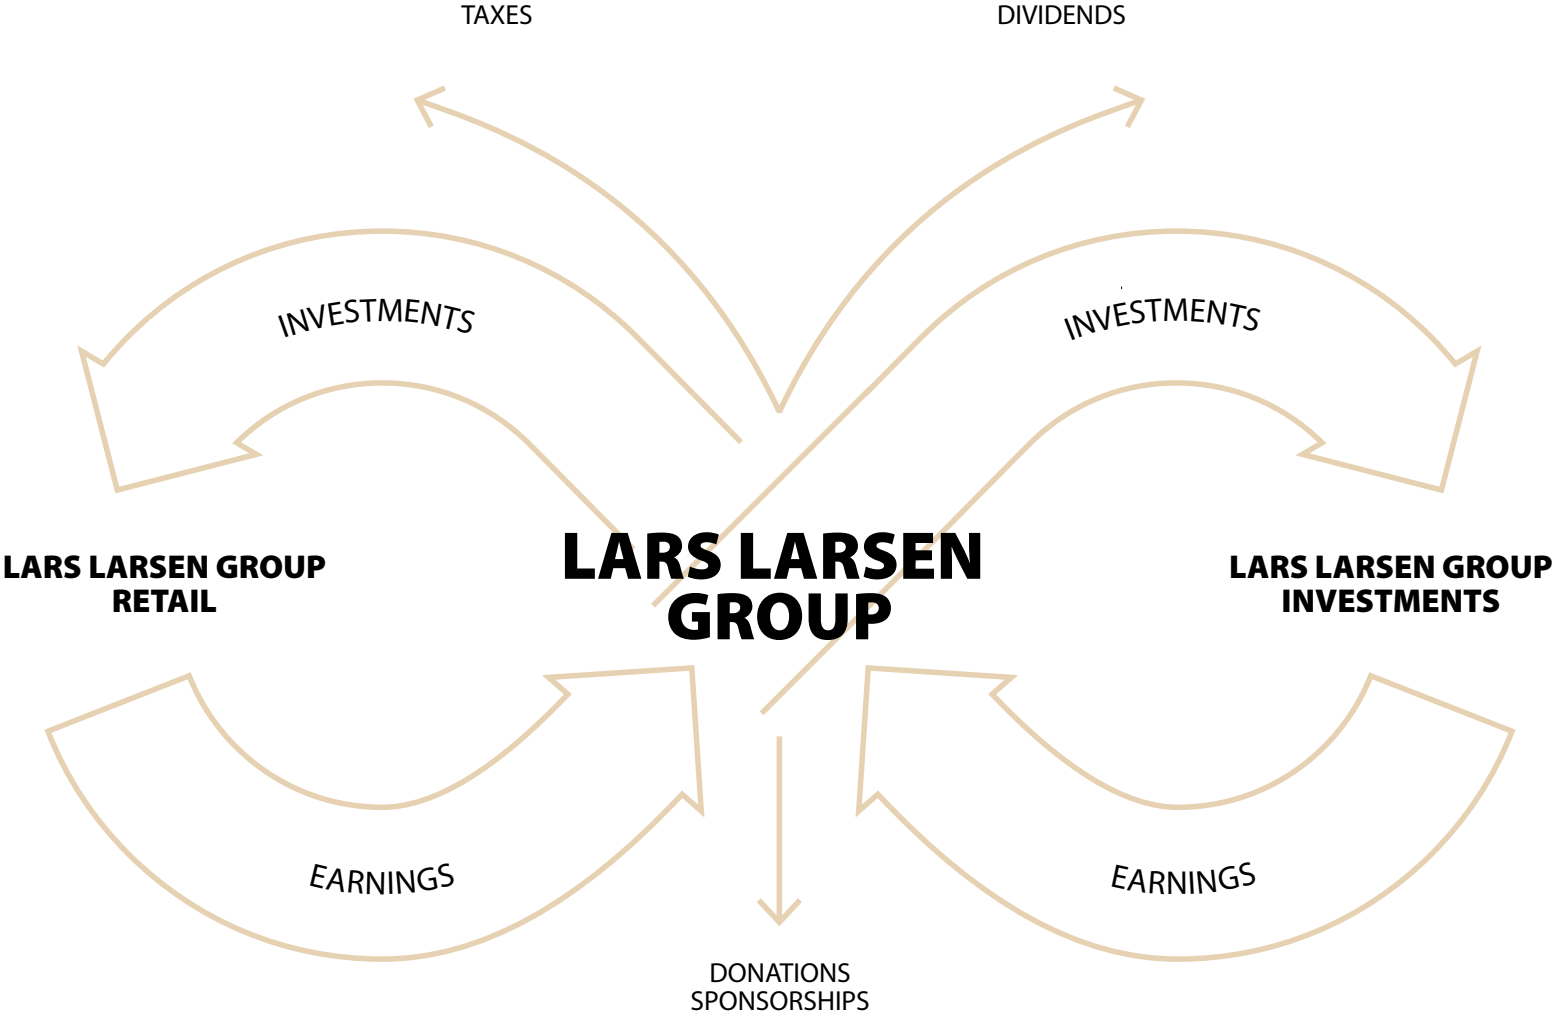 TAXES
DIVIDENDS
INVESTMENTS
INVESTMENTS
LARS LARSEN GROUP
RETAIL
LARS LARSEN
GROUP
LARS LARSEN GROUP
INVESTMENTS
EARNINGS
EARNINGS
DONATIONS
SPONSORSHIPS